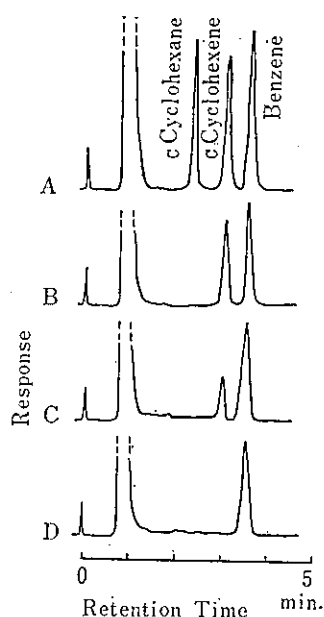 c Cyclohexane
c Cyclohexene
Benzene
A
B
Response
C
D
0
5
min.
Retention Time